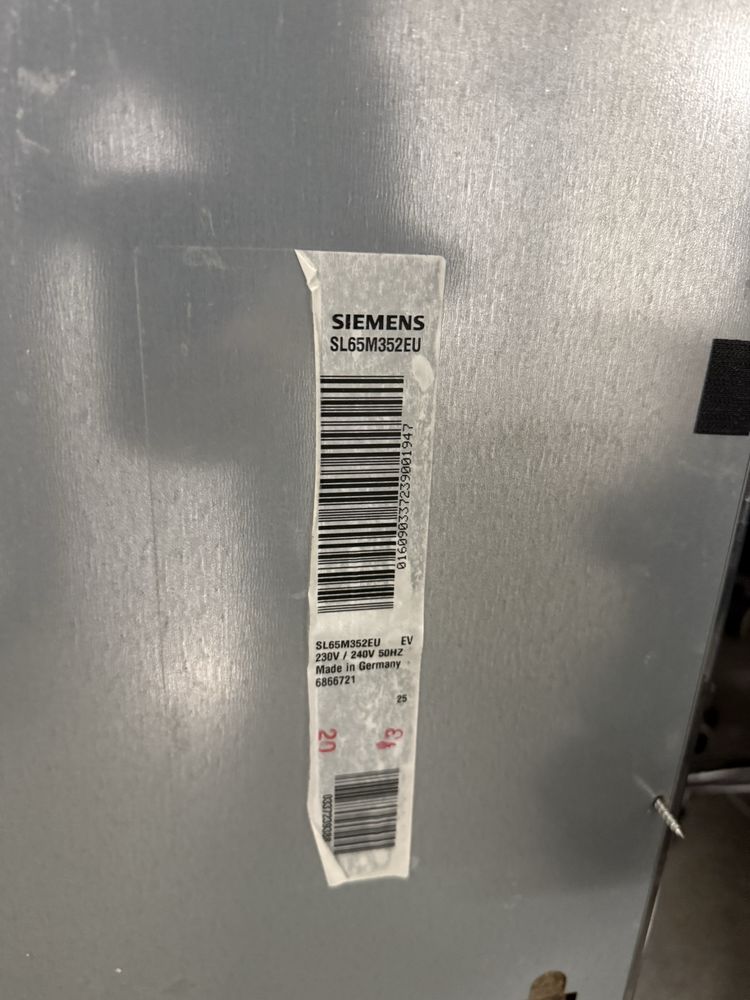 SIEMENS
SL65M352EU
016090337239001947
SL65M352EU EV
230V / 240V 50HZ
Made in Germany
6866721
25
20